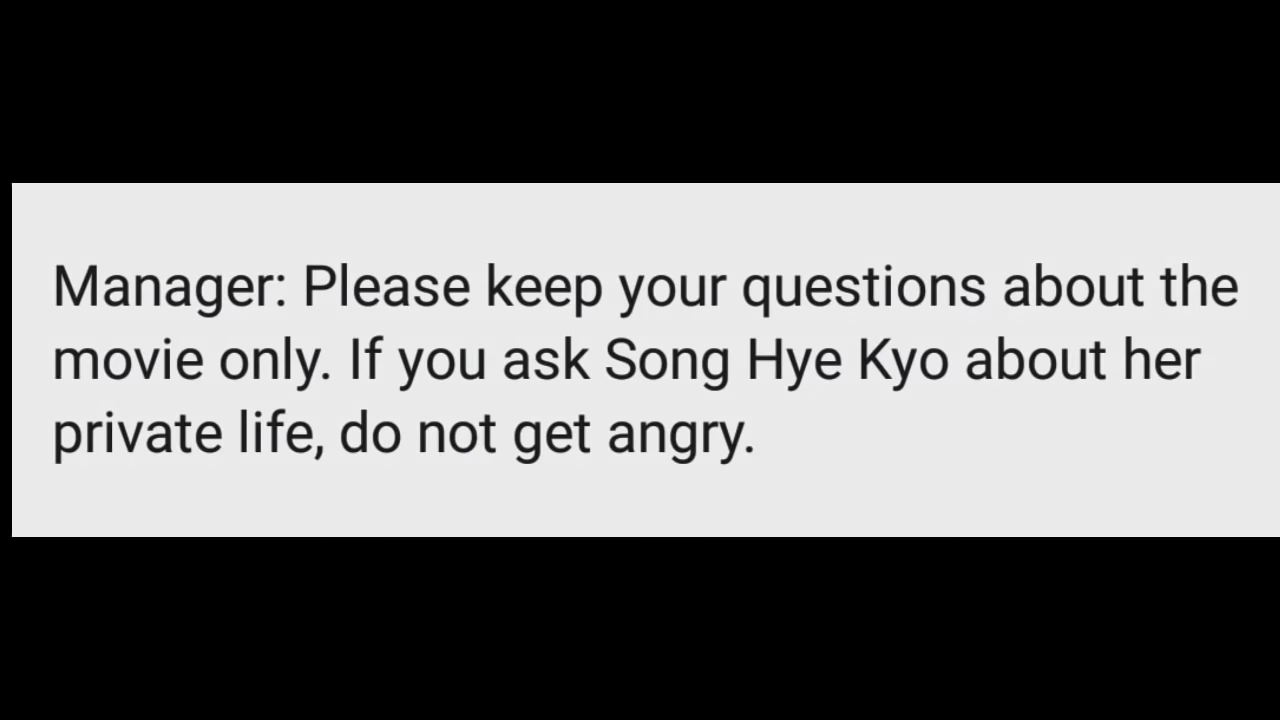 Manager: Please keep your questions about the
movie only. If you ask Song Hye Kyo about her
private life, do not get angry.